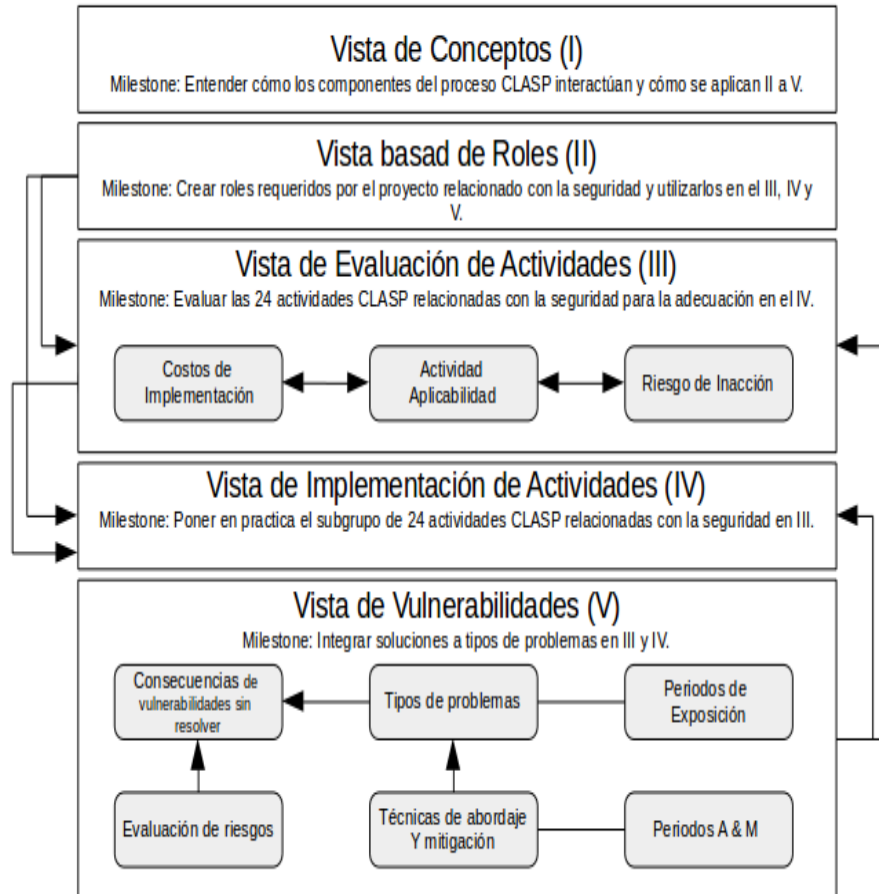 Vista de Conceptos (I)
Milestone: Entender cómo los componentes del proceso CLASP interactúan y cómo se aplican II a V.
Vista basad de Roles (II)
Milestone: Crear roles requeridos por el proyecto relacionado con la seguridad y utilizarlos en el III, IV y
V.
Vista de Evaluación de Actividades (III)
Milestone: Evaluar las 24 actividades CLASP relacionadas con la seguridad para la adecuación en el IV.
Costos de
Implementación
Actividad
Aplicabilidad
Riesgo de Inacción
Vista de Implementación de Actividades (IV)
Milestone: Poner en practica el subgrupo de 24 actividades CLASP relacionadas con la seguridad en III.
Vista de Vulnerabilidades (V)
Milestone: Integrar soluciones a tipos de problemas en III y IV.
Consecuencias de
vulnerabilidades sin
resolver
Tipos de problemas
Periodos de
Exposición
Evaluación de riesgos
Técnicas de abordaje
Y mitigación
Periodos A & M